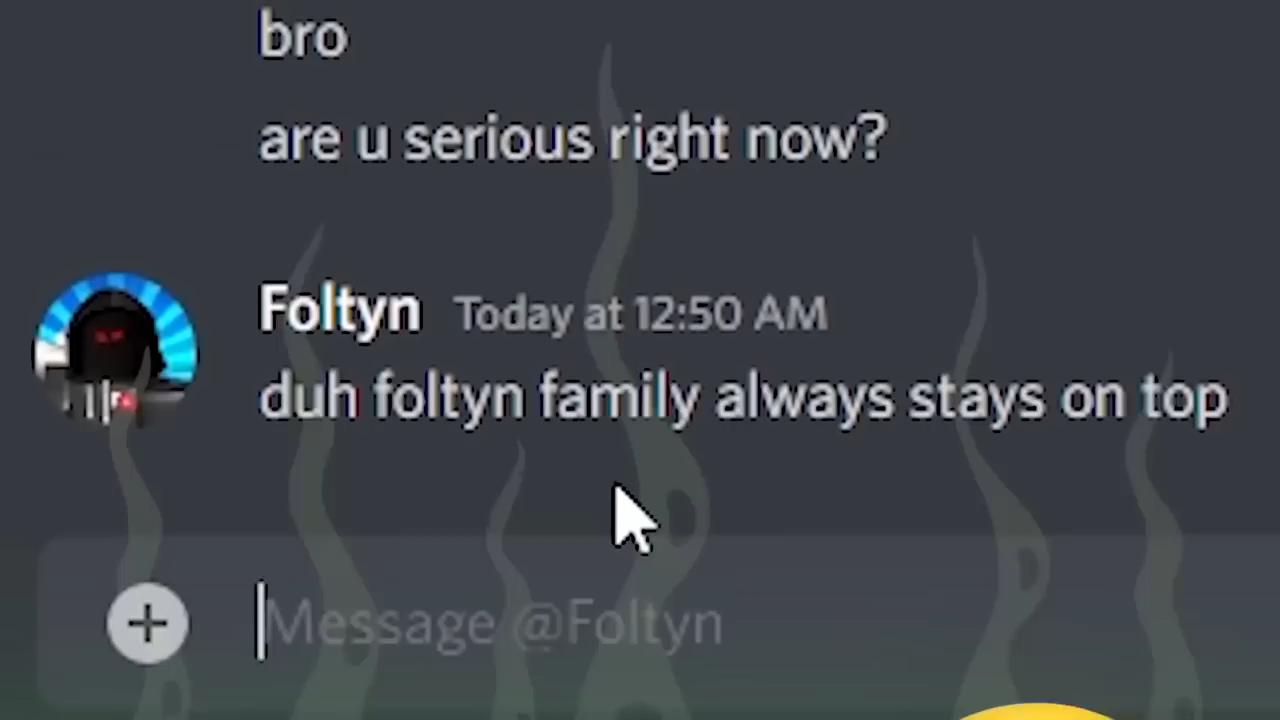 bro
are u serious right now?
Foltyn Today at 12:50 AM
duh foltyn family always stays on top
Message @Foltyn